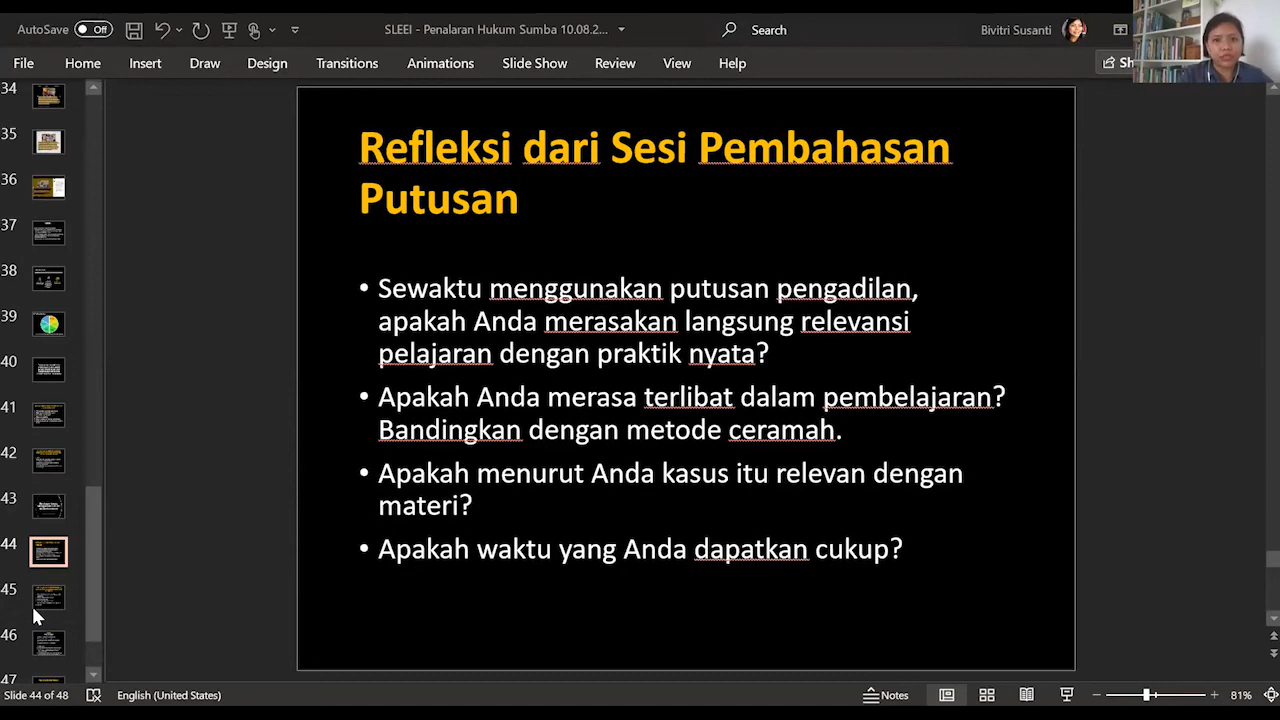 AutoSave Off
SLEEI - Penalaran Hukum Sumba 10.08.2...
Search
Bivitri Susanti
File Home Insert Draw Design Transitions Animations Slide Show Review View Help Sh
34
35
36
37
38
39
40
41
42
43
44
45
46
47
Refleksi dari Sesi Pembahasan
Putusan
• Sewaktu menggunakan putusan pengadilan,
apakah Anda merasakan langsung relevansi
pelajaran dengan praktik nyata?
• Apakah Anda merasa terlibat dalam pembelajaran?
Bandingkan dengan metode ceramah.
• Apakah menurut Anda kasus itu relevan dengan
materi?
• Apakah waktu yang Anda dapatkan cukup?
Slide 44 of 48 English (United States) Notes 81%